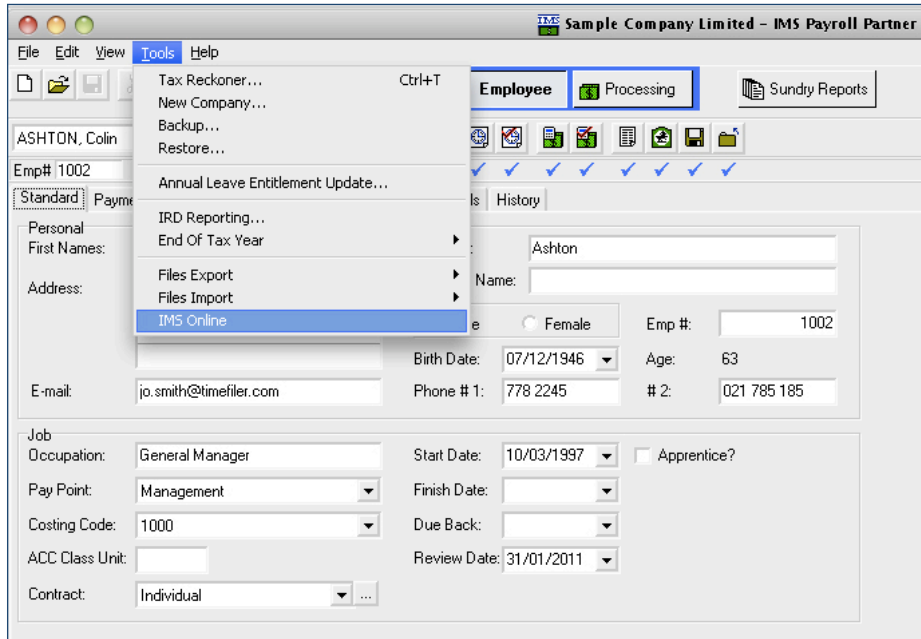 IMS Sample Company Limited – IMS Payroll Partner
File Edit View Tools Help
Tax Reckoner... Ctrl+T
New Company...
Backup...
Restore...
Annual Leave Entitlement Update...
IRD Reporting...
End Of Tax Year
Files Export
Files Import
IMS Online
Employee Processing Sundry Reports
ASHTON, Colin
Emp# 1002
Standard Payme ls History
Personal
First Names: Ashton
Address: Name:
e Female Emp #: 1002
Birth Date: 07/12/1946 Age: 63
E-mail: jo.smith@timefiler.com Phone # 1: 778 2245 # 2: 021 785 185
Job
Occupation: General Manager Start Date: 10/03/1997 Apprentice?
Pay Point: Management Finish Date:
Costing Code: 1000 Due Back:
ACC Class Unit: Review Date: 31/01/2011
Contract: Individual ...